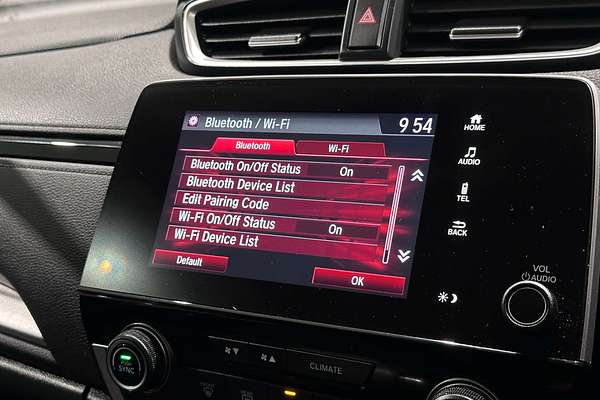 Bluetooth / Wi-Fi 9 54
Bluetooth Wi-Fi
Bluetooth On/Off Status On
Bluetooth Device List
Edit Pairing Code
Wi-Fi On/Off Status On
Wi-Fi Device List
Default OK
HOME
AUDIO
TEL
BACK
VOL
AUDIO
SYNC
CLIMATE